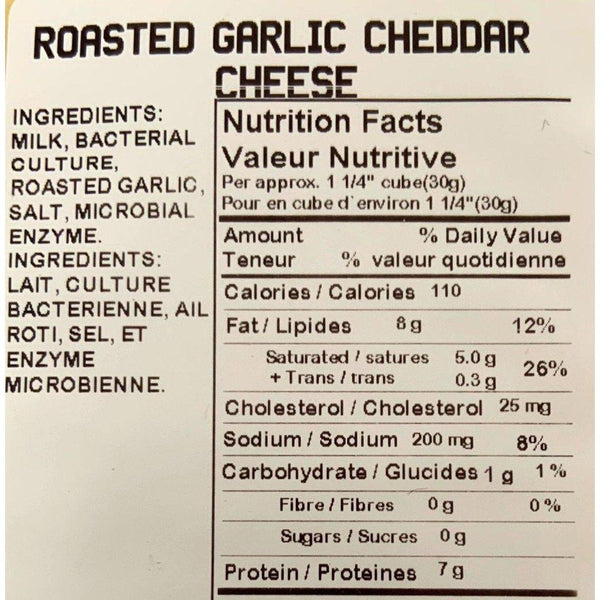 ROASTED GARLIC CHEDDAR
CHEESE
INGREDIENTS:
MILK, BACTERIAL
CULTURE,
ROASTED GARLIC,
SALT, MICROBIAL
ENZYME.
INGREDIENTS:
LAIT, CULTURE
BACTERIENNE, AIL
ROTI, SEL, ET
ENZYME
MICROBIENNE.
Nutrition Facts
Valeur Nutritive
Per approx. 1 1/4" cube(30g)
Pour en cube d`environ 1 1/4"(30g)
Amount % Daily Value
Teneur % valeur quotidienne
Calories / Calories 110
Fat / Lipides 8 g 12%
Saturated / satures 5.0 g
+ Trans / trans 0.3 g 26%
Cholesterol / Cholesterol 25 mg
Sodium / Sodium 200 mg 8%
Carbohydrate / Glucides 1 g 1 %
Fibre / Fibres 0 g 0 %
Sugars / Sucres 0 g
Protein / Proteines 7 g